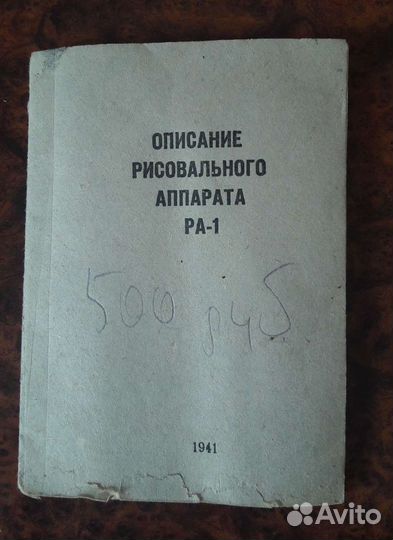 ОПИСАНИЕ
РИСОВАЛЬНОГО
АППАРАТА
РА-1
500 руб.
1941
Avito